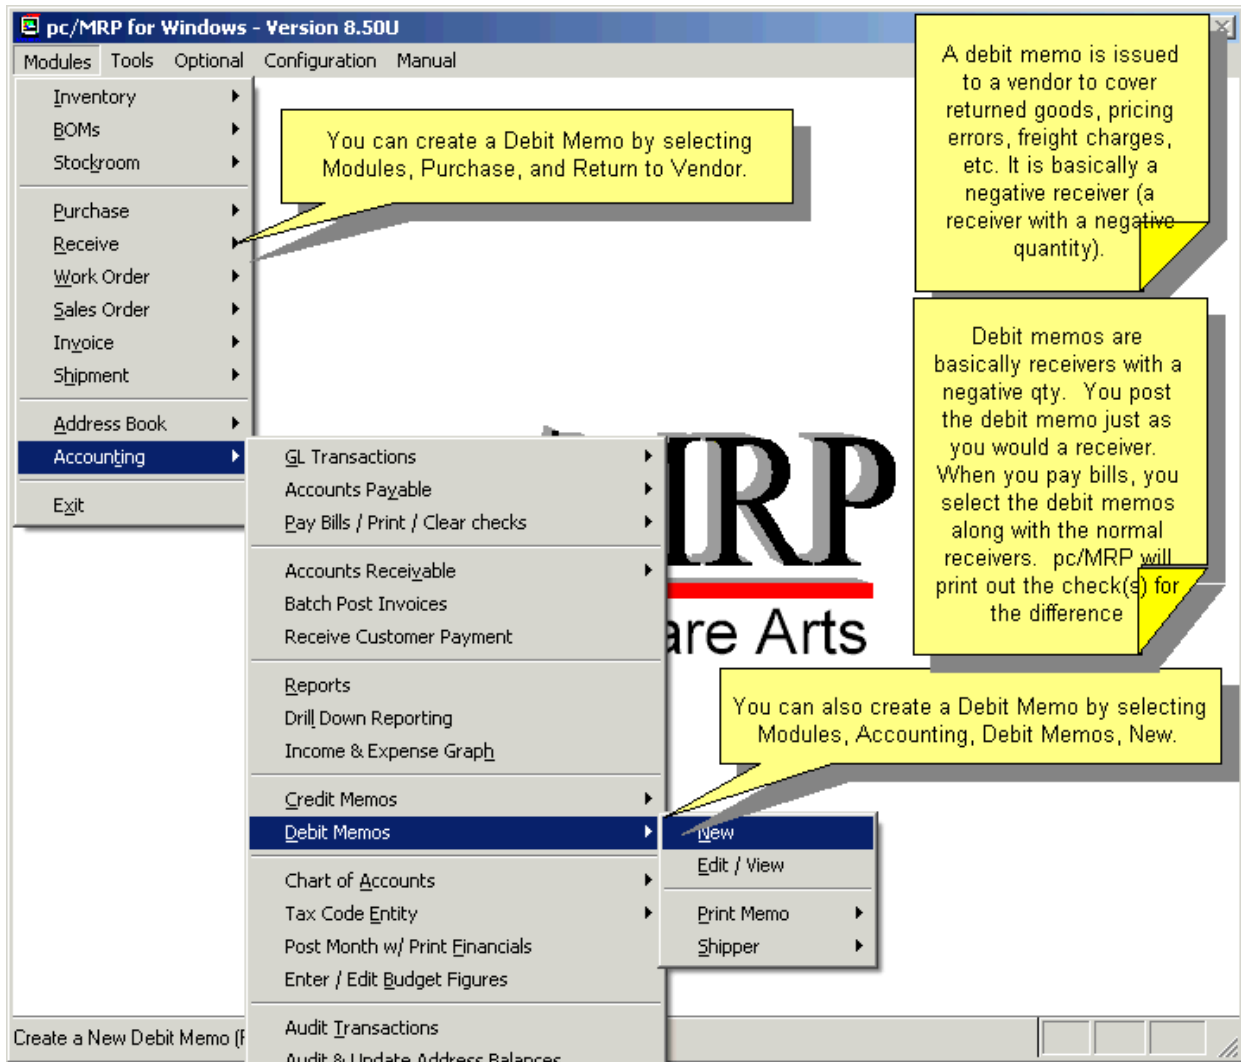 pc/MRP for Windows - Version 8.50U
Modules Tools Optional Configuration Manual
Inventory
BOMs
Stockroom
Purchase
Receive
Work Order
Sales Order
Invoice
Shipment
Address Book
Accounting
Exit
You can create a Debit Memo by selecting
Modules, Purchase, and Return to Vendor.
A debit memo is issued
to a vendor to cover
returned goods, pricing
errors, freight charges,
etc. It is basically a
negative receiver (a
receiver with a negative
quantity).
Debit memos are
basically receivers with a
negative qty. You post
the debit memo just as
you would a receiver.
When you pay bills, you
select the debit memos
along with the normal
receivers. pc/MRP will
print out the check(s) for
the difference
MRP
are Arts
GL Transactions
Accounts Payable
Pay Bills / Print / Clear checks
Accounts Receivable
Batch Post Invoices
Receive Customer Payment
Reports
Drill Down Reporting
Income & Expense Graph
Credit Memos
Debit Memos
Chart of Accounts
Tax Code Entity
Post Month w/ Print Financials
Enter / Edit Budget Figures
Audit Transactions
Audit & Update Address Balances
You can also create a Debit Memo by selecting
Modules, Accounting, Debit Memos, New.
New
Edit / View
Print Memo
Shipper
Create a New Debit Memo (